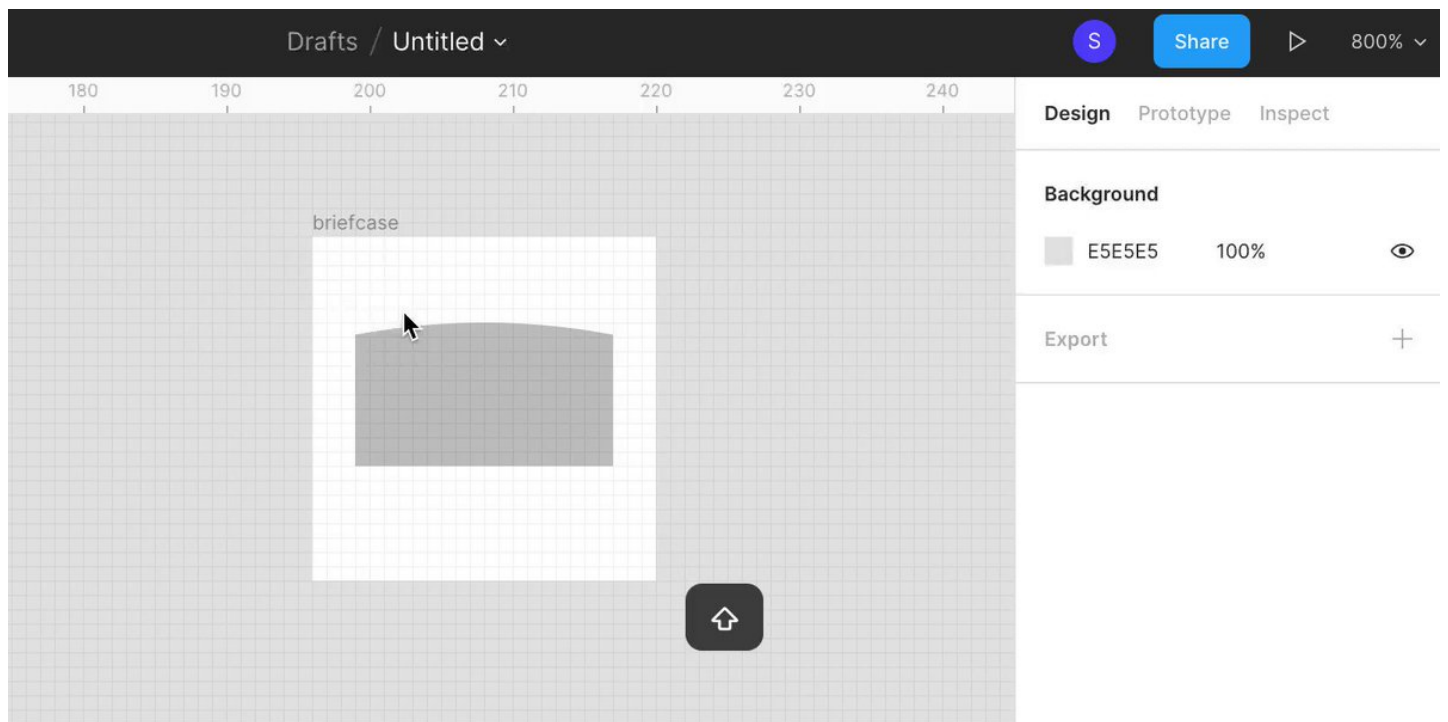 Drafts / Untitled
S
Share
800%
180 190 200 210 220 230 240
Design Prototype Inspect
Background
E5E5E5 100%
Export
briefcase